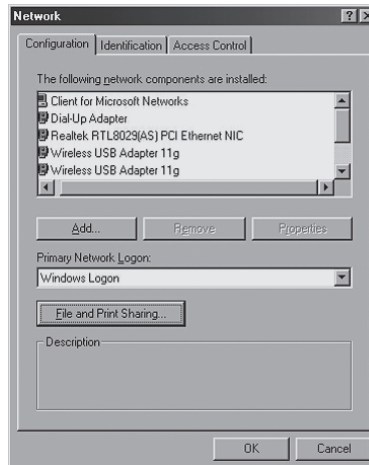 Network
Configuration Identification Access Control
The following network components are installed:
Client for Microsoft Networks
Dial-Up Adapter
Realtek RTL8029(AS) PCI Ethernet NIC
Wireless USB Adapter 11g
Wireless USB Adapter 11g
Add... Remove Properties
Primary Network Logon:
Windows Logon
File and Print Sharing...
Description
OK Cancel